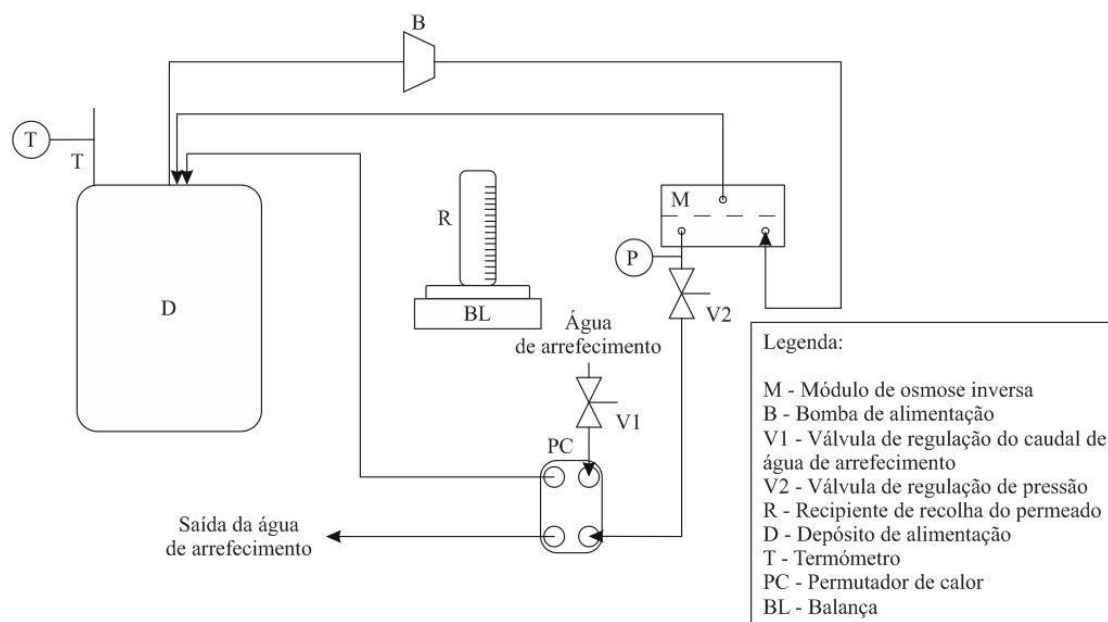 B
T
T
M
R
P
D
V2
BL
Água
de arrefecimento
V1
PC
Saída da água
de arrefecimento
Legenda:
M - Módulo de osmose inversa
B - Bomba de alimentação
V1 - Válvula de regulação do caudal de
água de arrefecimento
V2 - Válvula de regulação de pressão
R - Recipiente de recolha do permeado
D - Depósito de alimentação
T - Termómetro
PC - Permutador de calor
BL - Balança